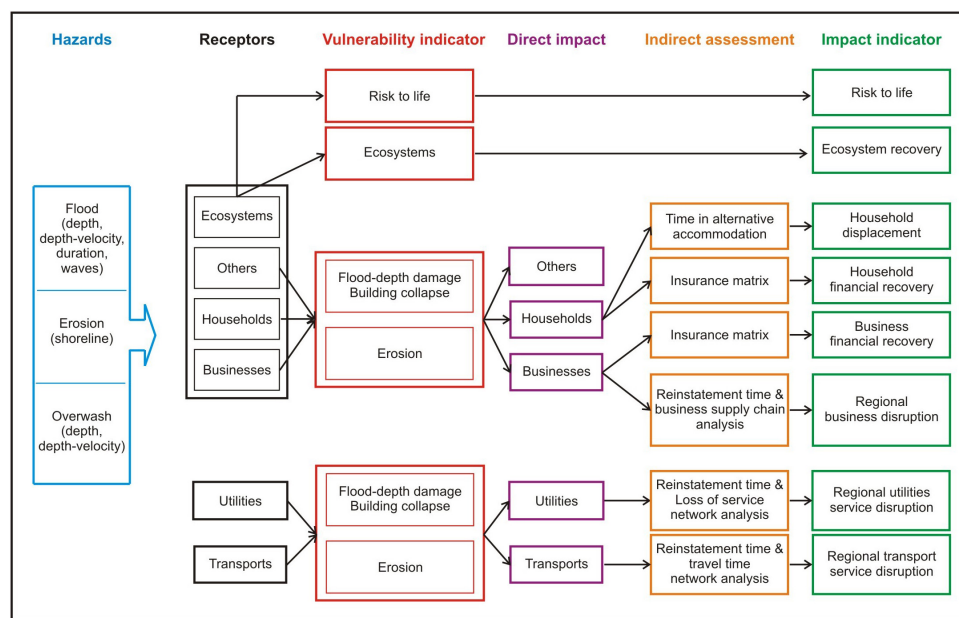 Hazards
Receptors
Vulnerability indicator
Direct impact
Indirect assessment
Impact indicator
Risk to life
Risk to life
Ecosystems
Ecosystem recovery
Flood
(depth,
depth-velocity,
duration,
waves)
Erosion
(shoreline)
Overwash
(depth,
depth-velocity)
Ecosystems
Others
Households
Businesses
Flood-depth damage
Building collapse
Erosion
Others
Households
Businesses
Time in alternative
accommodation
Insurance matrix
Insurance matrix
Reinstatement time &
business supply chain
analysis
Household
displacement
Household
financial recovery
Business
financial recovery
Regional
business disruption
Utilities
Transports
Flood-depth damage
Building collapse
Erosion
Utilities
Transports
Reinstatement time &
Loss of service
network analysis
Reinstatement time &
travel time
network analysis
Regional utilities
service disruption
Regional transport
service disruption